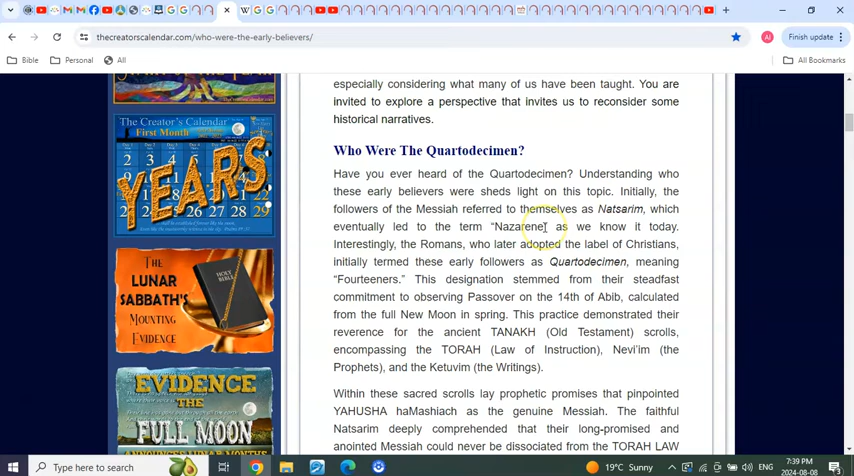 Finish update
thecreatorscalendar.com/who-were-the-early-believers/
Bible
Personal
All
All Bookmarks
especially considering what many of us have been taught. You are
invited to explore a perspective that invites us to reconsider some
historical narratives.
Who Were The Quartodecimen?
Have you ever heard of the Quartodecimen? Understanding who
these early believers were sheds light on this topic. Initially, the
followers of the Messiah referred to themselves as Natsarim, which
eventually led to the term “Nazarene” as we know it today.
Interestingly, the Romans, who later adopted the label of Christians,
initially termed these early followers as Quartodecimen, meaning
“Fourteeners.” This designation stemmed from their steadfast
commitment to observing Passover on the 14th of Abib, calculated
from the full New Moon in spring. This practice demonstrated their
reverence for the ancient TANAKH (Old Testament) scrolls,
encompassing the TORAH (Law of Instruction), Nevi’im (the
Prophets), and the Ketuvim (the Writings).
Within these sacred scrolls lay prophetic promises that pinpointed
YAHUSHA haMashiach as the genuine Messiah. The faithful
Natsarim deeply comprehended that their long-promised and
anointed Messiah could never be dissociated from the TORAH LAW
The Creator's Calendar
First Month
YEARS
THE
LUNAR
SABBATH'S
MOUNTING
EVIDENCE
HOLY
BIBLE
EVIDENCE
THE
FULL MOON
ANNOUNCES LUNAR MONTHS
Type here to search
19°C Sunny
ENG
7:39 PM
2024-08-08